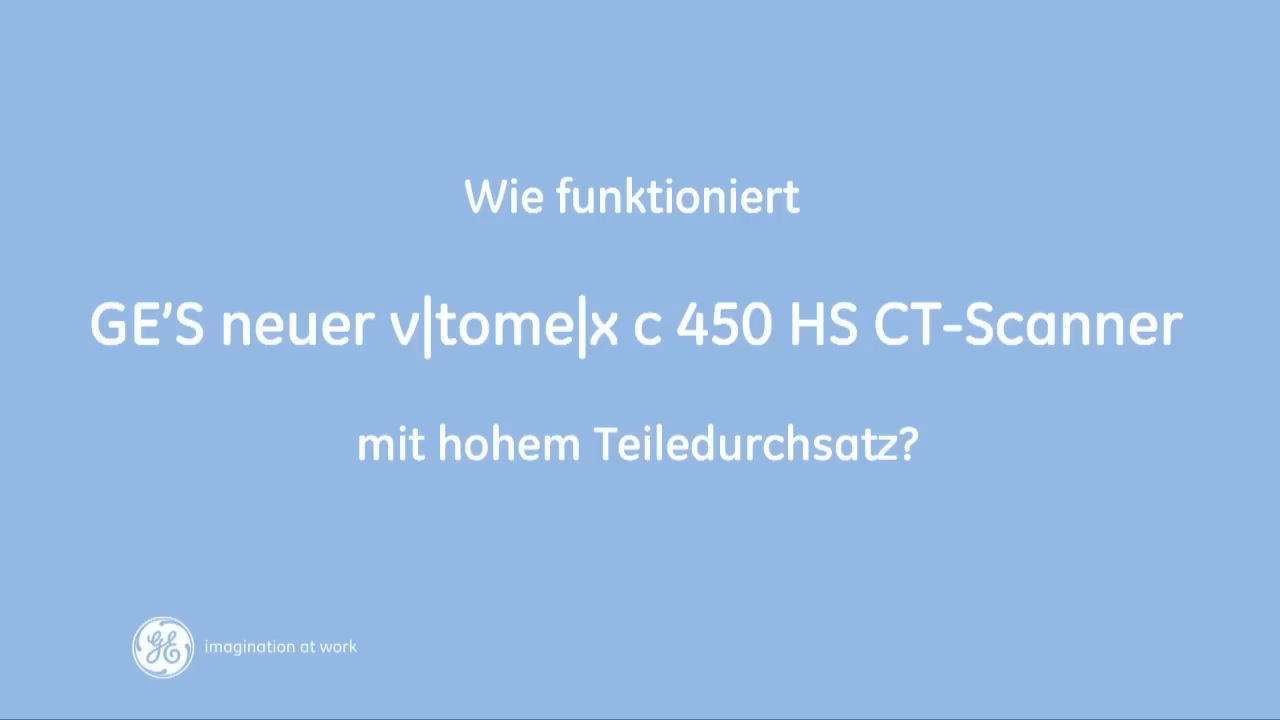 Wie funktioniert
GE'S neuer v|tome|x c 450 HS CT-Scanner
mit hohem Teiledurchsatz?
GE imagination at work